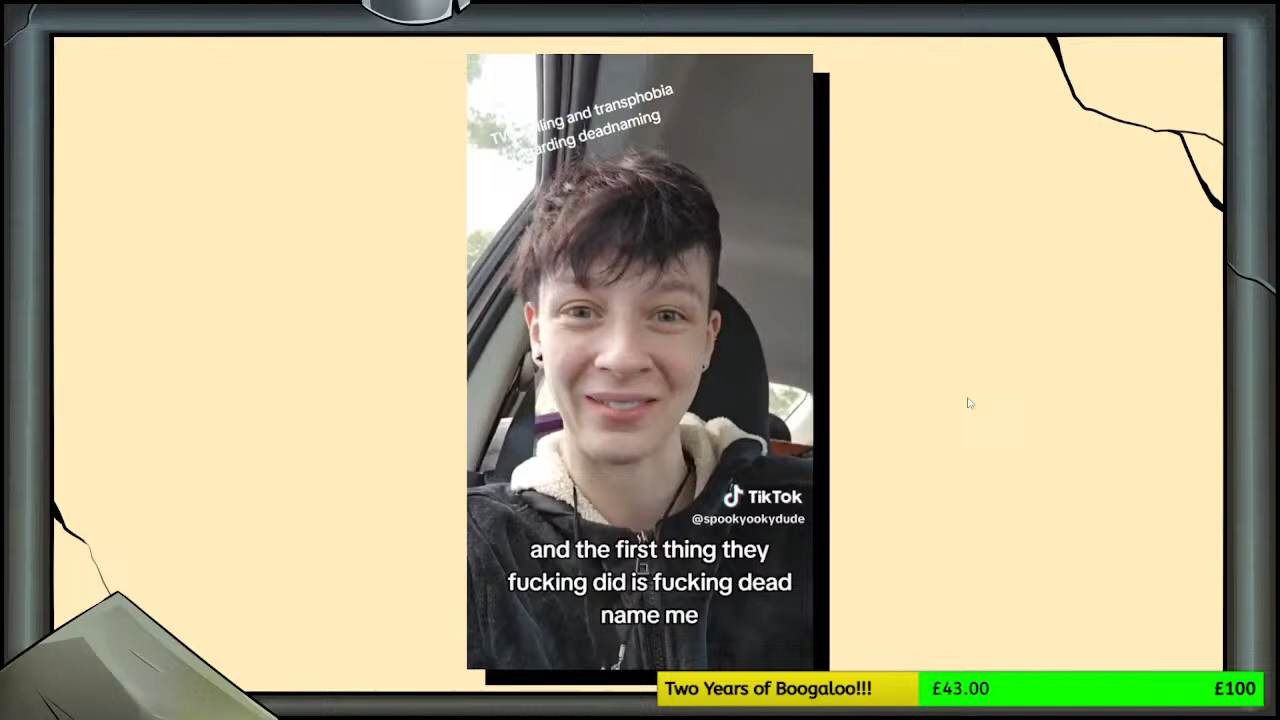 TW
ling and transphobia
arding deadnaming
TikTok
@spookyookydude
and the first thing they
fucking did is fucking dead
name me
Two Years of Boogaloo!!! £43.00 £100